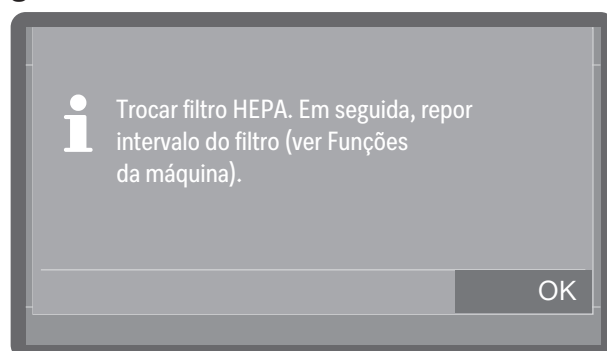 Trocar filtro HEPA. Em seguida, repor
intervalo do filtro (ver Funções
da máquina).
OK